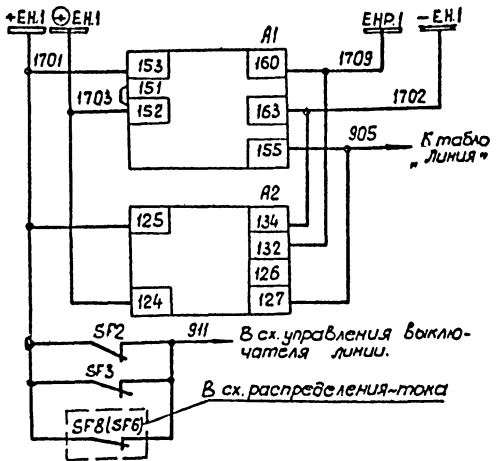 +ЕН.1 ⊕ЕН.1 ЕНР.1 -ЕН.1
А1
1701 1709
153 160
151
1703 152 163 1702
155 905
К табло
„Линия"
А2
125 134
132
126
124 127
SF2 911 В сх. управления выклю-
чателя линии.
SF3
В сх. распределения ~ тока
SF8(SF6)